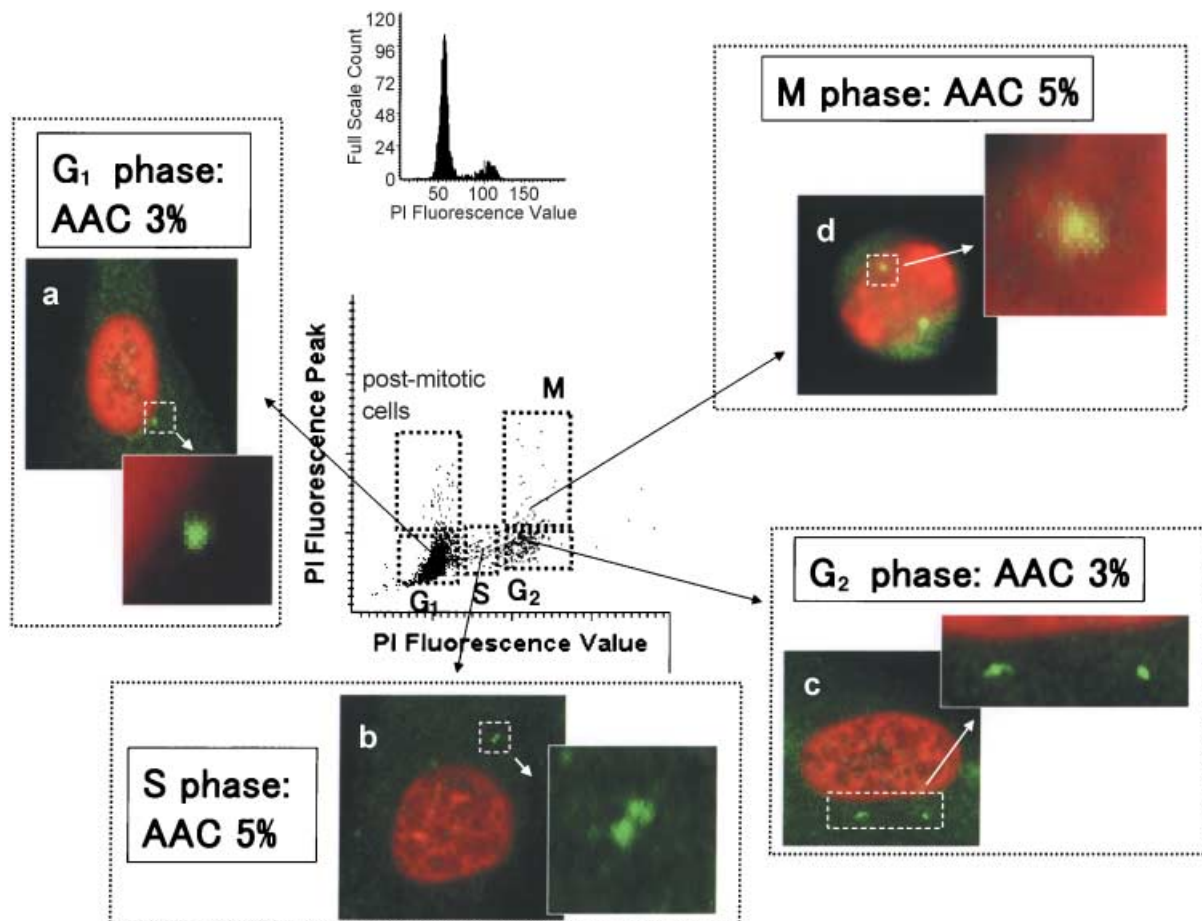 120
96
72
48
24
0
Full Scale Count
50 100 150
PI Fluorescence Value
G₁ phase:
AAC 3%
a
M phase: AAC 5%
d
PI Fluorescence Peak
post-mitotic
cells
M
G₁
S
G₂
PI Fluorescence Value
G₂ phase: AAC 3%
c
S phase:
AAC 5%
b